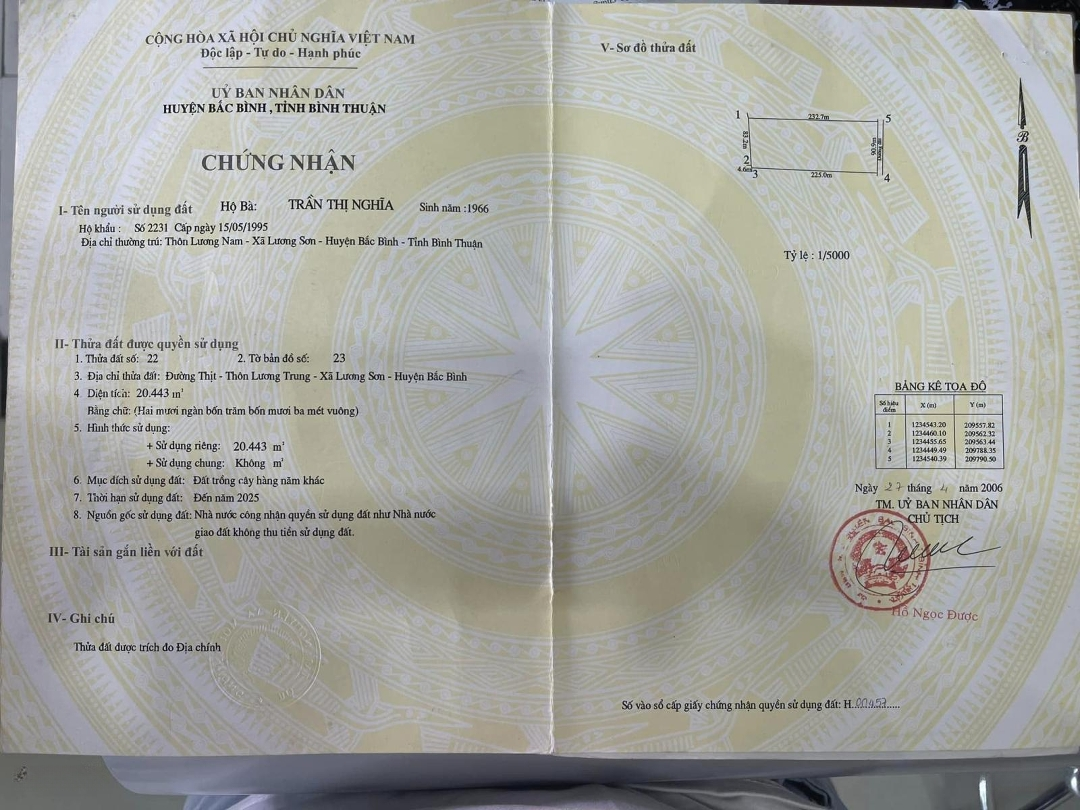 CỘNG HÒA XÃ HỘI CHỦ NGHĨA VIỆT NAM
Độc lập - Tự do - Hạnh phúc
UỶ BAN NHÂN DÂN
HUYỆN BẮC BÌNH , TỈNH BÌNH THUẬN
CHỨNG NHẬN
I- Tên người sử dụng đất Hộ Bà: TRẦN THỊ NGHĨA Sinh năm :1966
Hộ khẩu : Số 2231 Cấp ngày 15/05/1995
Địa chỉ thường trú: Thôn Lương Nam - Xã Lương Sơn - Huyện Bắc Bình - Tỉnh Bình Thuận
II- Thửa đất được quyền sử dụng
1. Thửa đất số: 22 2. Tờ bản đồ số: 23
3. Địa chỉ thửa đất: Đường Thịt - Thôn Lương Trung - Xã Lương Sơn - Huyện Bắc Bình
4. Diện tích: 20.443 m²
Bằng chữ: (Hai mươi ngàn bốn trăm bốn mươi ba mét vuông)
5. Hình thức sử dụng:
+ Sử dụng riêng: 20.443 m²
+ Sử dụng chung: Không m²
6. Mục đích sử dụng đất: Đất trồng cây hàng năm khác
7. Thời hạn sử dụng đất: Đến năm 2025
8. Nguồn gốc sử dụng đất: Nhà nước công nhận quyền sử dụng đất như Nhà nước
giao đất không thu tiền sử dụng đất.
III- Tài sản gắn liền với đất
IV- Ghi chú
Thửa đất được trích đo Địa chính
V- Sơ đồ thửa đất
1 232.7m 5
83.2m 90.9m
2
4.6m 3 225.0m 4
B
Tỷ lệ : 1/5000
BẢNG KÊ TỌA ĐỘ
Số hiệu điểm X (m) Y (m)
1 1234543.20 209557.82
2 1234460.10 209562.32
3 1234455.65 209563.44
4 1234449.49 209788.35
5 1234540.39 209790.50
Ngày 27 tháng 4 năm 2006
TM. UỶ BAN NHÂN DÂN
CHỦ TỊCH
Hồ Ngọc Được
Số vào sổ cấp giấy chứng nhận quyền sử dụng đất: H.00457.....